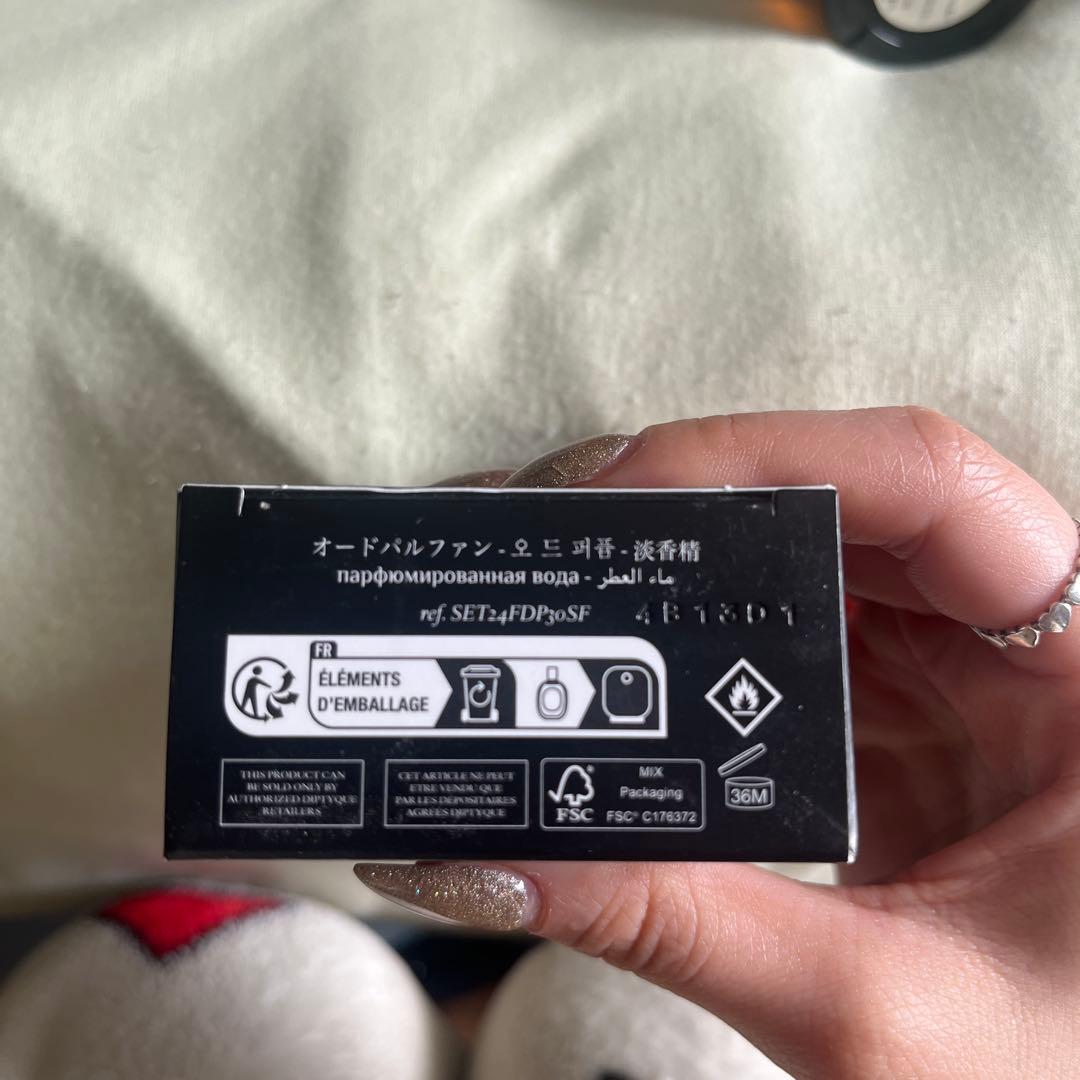 オードパルファン - 오 드 퍼퓸 - 淡香精
парфюмированная вода - ماء العطر
ref. SET24FDP30SF 4B13D1
FR
ÉLÉMENTS
D'EMBALLAGE
THIS PRODUCT CAN
BE SOLD ONLY BY
AUTHORIZED DIPTYQUE
RETAILERS
CET ARTICLE NE PEUT
ETRE VENDU QUE
PAR LES DEPOSITAIRES
AGREES DIPTYQUE
FSC®
MIX
Packaging
FSC® C176372
36M